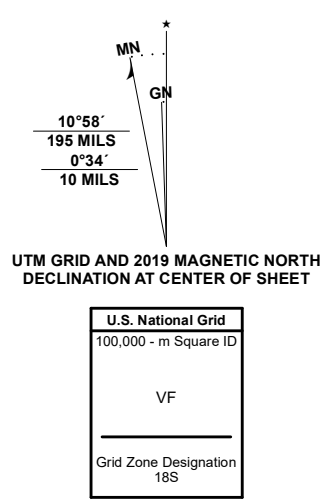 ★
MN
GN
10°58´
195 MILS
0°34´
10 MILS
UTM GRID AND 2019 MAGNETIC NORTH
DECLINATION AT CENTER OF SHEET
U.S. National Grid
100,000 - m Square ID
VF
Grid Zone Designation
18S